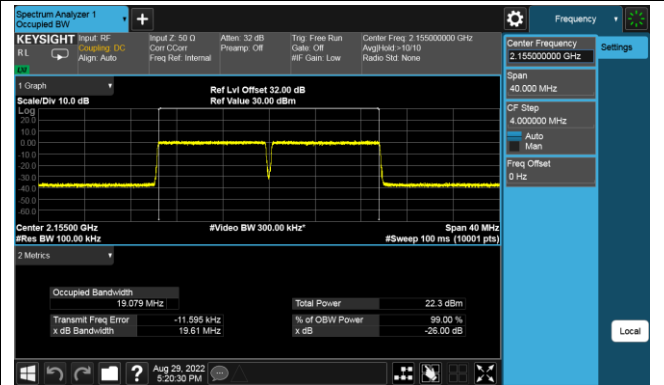 Spectrum Analyzer 1
Occupied BW
Frequency
KEYSIGHT
RL
Input: RF
Coupling: DC
Align: Auto
Input Z: 50 Ω
Corr CCorr
Freq Ref: Internal
Atten: 32 dB
Preamp: Off
Trig: Free Run
Gate: Off
#IF Gain: Low
Center Freq: 2.155000000 GHz
Avg|Hold:>10/10
Radio Std: None
1 Graph
Scale/Div 10.0 dB
Ref Lvl Offset 32.00 dB
Ref Value 30.00 dBm
Log
20.0
10.0
0.00
-10.0
-20.0
-30.0
-40.0
-50.0
-60.0
Center 2.15500 GHz
#Res BW 100.00 kHz
#Video BW 300.00 kHz*
Span 40 MHz
#Sweep 100 ms (10001 pts)
2 Metrics
Occupied Bandwidth
19.079 MHz
Transmit Freq Error
-11.595 kHz
x dB Bandwidth
19.61 MHz
Total Power
22.3 dBm
% of OBW Power
99.00 %
x dB
-26.00 dB
Center Frequency
2.155000000 GHz
Settings
Span
40.000 MHz
CF Step
4.000000 MHz
Auto
Man
Freq Offset
0 Hz
Local
?
Aug 29, 2022
5:20:30 PM